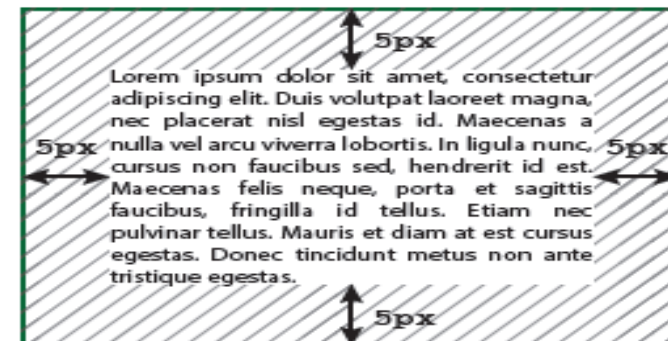 5px
Lorem ipsum dolor sit amet, consectetur
adipiscing elit. Duis volutpat laoreet magna,
nec placerat nisl egestas id. Maecenas a
5px nulla vel arcu viverra lobortis. In ligula nunc, 5px
cursus non faucibus sed, hendrerit id est.
Maecenas felis neque, porta et sagittis
faucibus, fringilla id tellus. Etiam nec
pulvinar tellus. Mauris et diam at est cursus
egestas. Donec tincidunt metus non ante
tristique egestas.
5px